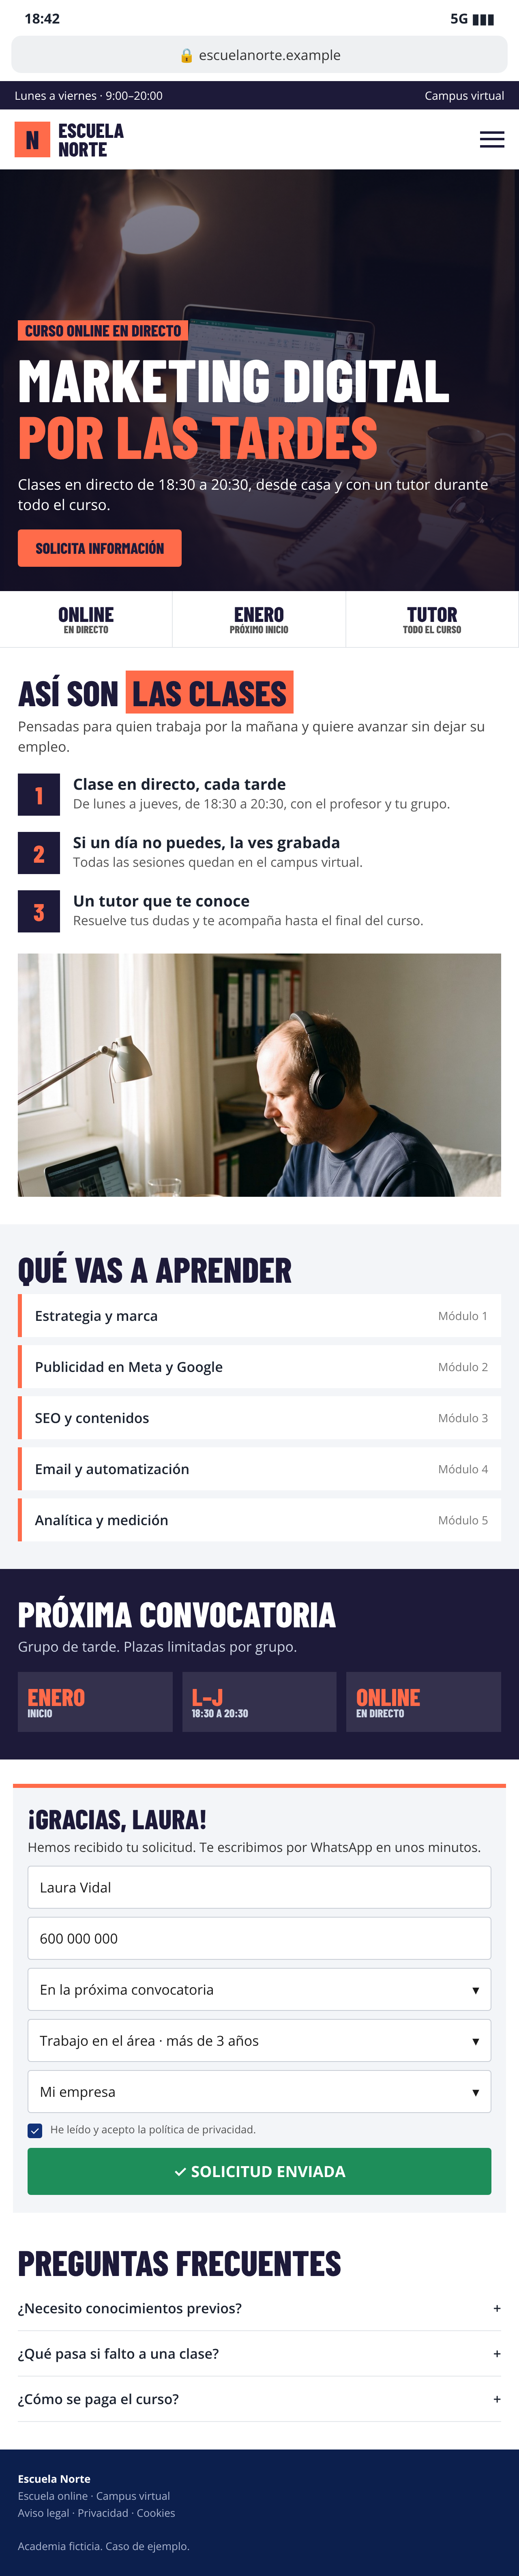 18:42
5G
escuelanorte.example
Lunes a viernes · 9:00–20:00
Campus virtual
N
ESCUELA
NORTE
CURSO ONLINE EN DIRECTO
MARKETING DIGITAL
POR LAS TARDES
Clases en directo de 18:30 a 20:30, desde casa y con un tutor durante
todo el curso.
SOLICITA INFORMACIÓN
ONLINE
EN DIRECTO
ENERO
PRÓXIMO INICIO
TUTOR
TODO EL CURSO
ASÍ SON LAS CLASES
Pensadas para quien trabaja por la mañana y quiere avanzar sin dejar su
empleo.
1
Clase en directo, cada tarde
De lunes a jueves, de 18:30 a 20:30, con el profesor y tu grupo.
2
Si un día no puedes, la ves grabada
Todas las sesiones quedan en el campus virtual.
3
Un tutor que te conoce
Resuelve tus dudas y te acompaña hasta el final del curso.
QUÉ VAS A APRENDER
Estrategia y marca
Módulo 1
Publicidad en Meta y Google
Módulo 2
SEO y contenidos
Módulo 3
Email y automatización
Módulo 4
Analítica y medición
Módulo 5
PRÓXIMA CONVOCATORIA
Grupo de tarde. Plazas limitadas por grupo.
ENERO
INICIO
L–J
18:30 A 20:30
ONLINE
EN DIRECTO
¡GRACIAS, LAURA!
Hemos recibido tu solicitud. Te escribimos por WhatsApp en unos minutos.
Laura Vidal
600 000 000
En la próxima convocatoria
Trabajo en el área · más de 3 años
Mi empresa
He leído y acepto la política de privacidad.
✓ SOLICITUD ENVIADA
PREGUNTAS FRECUENTES
¿Necesito conocimientos previos?
+
¿Qué pasa si falto a una clase?
+
¿Cómo se paga el curso?
+
Escuela Norte
Escuela online · Campus virtual
Aviso legal · Privacidad · Cookies
Academia ficticia. Caso de ejemplo.